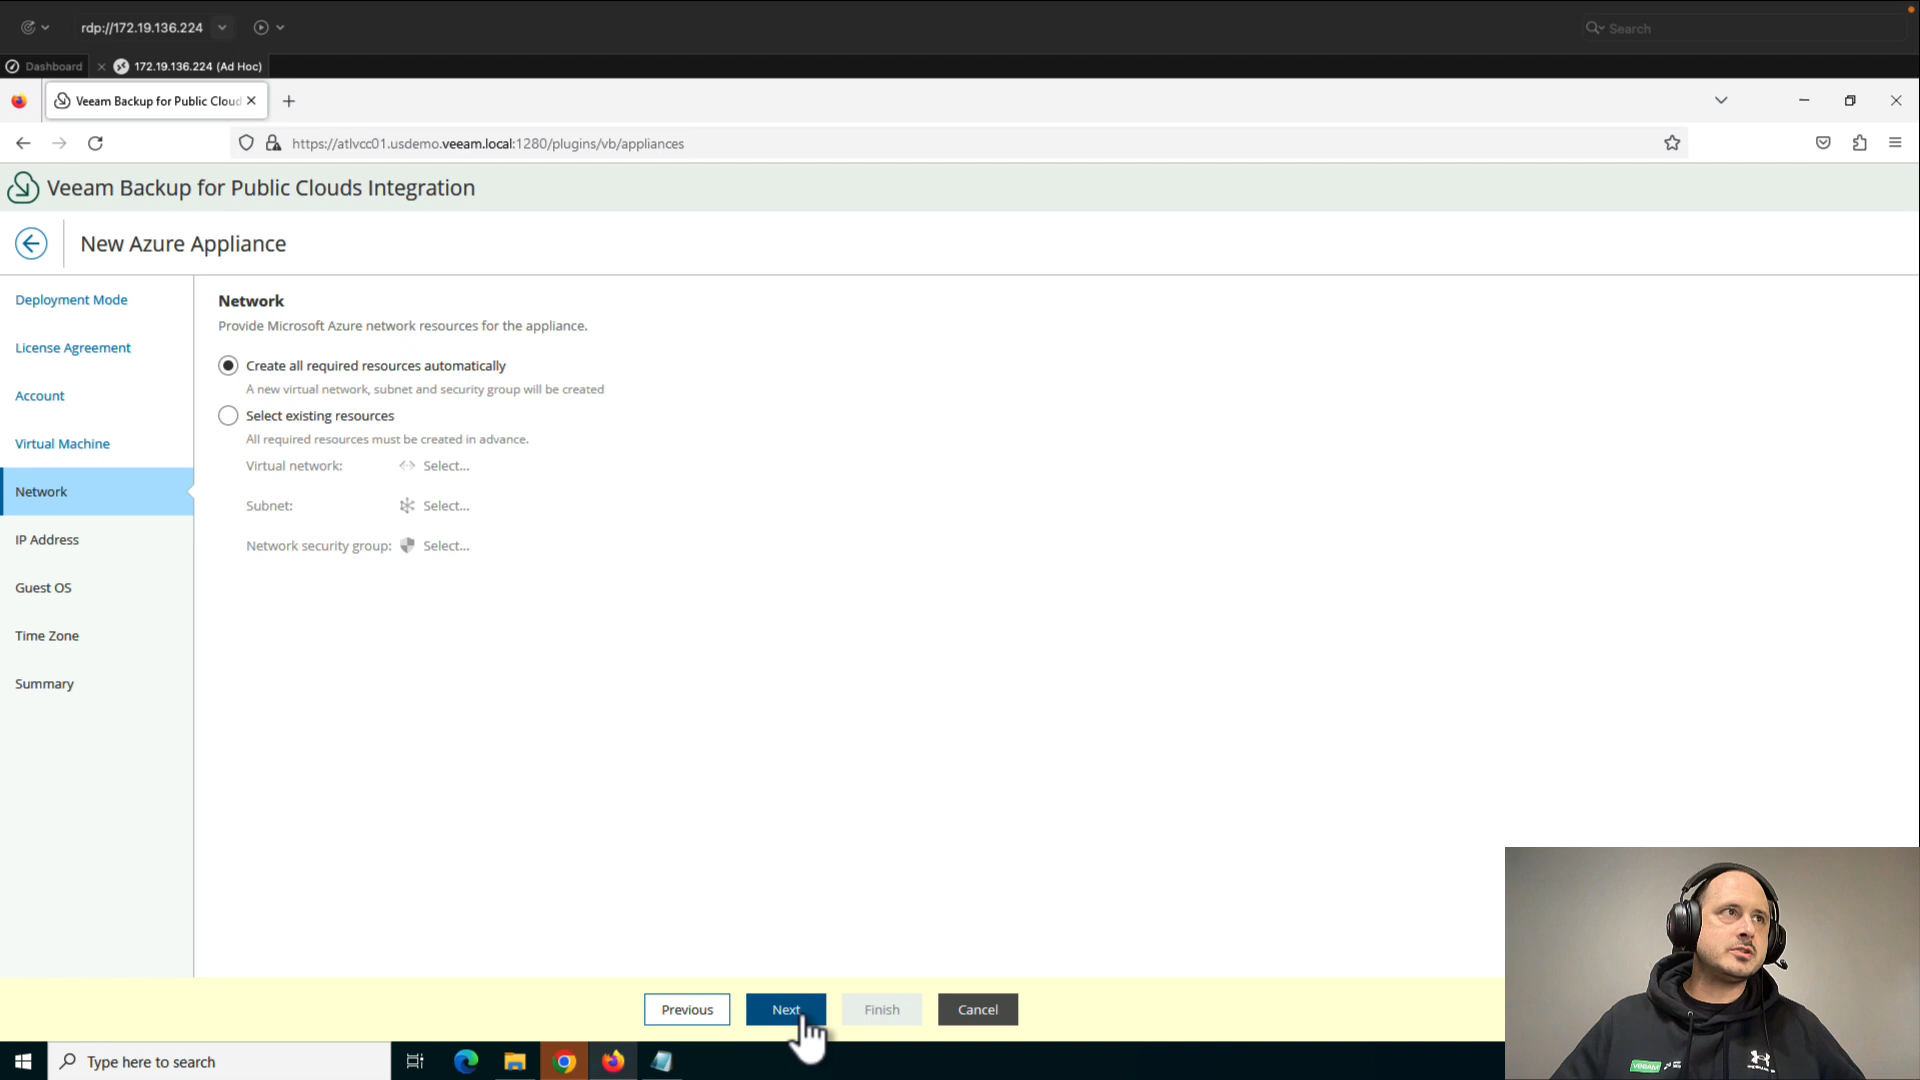 rdp://172.19.136.224
Search
Dashboard
172.19.136.224 (Ad Hoc)
Veeam Backup for Public Cloud
https://atlvcc01.usdemo.veeam.local:1280/plugins/vb/appliances
Veeam Backup for Public Clouds Integration
New Azure Appliance
Deployment Mode
License Agreement
Account
Virtual Machine
Network
IP Address
Guest OS
Time Zone
Summary
Network
Provide Microsoft Azure network resources for the appliance.
Create all required resources automatically
A new virtual network, subnet and security group will be created
Select existing resources
All required resources must be created in advance.
Virtual network: Select...
Subnet: Select...
Network security group: Select...
Previous Next Finish Cancel
Type here to search
veeam